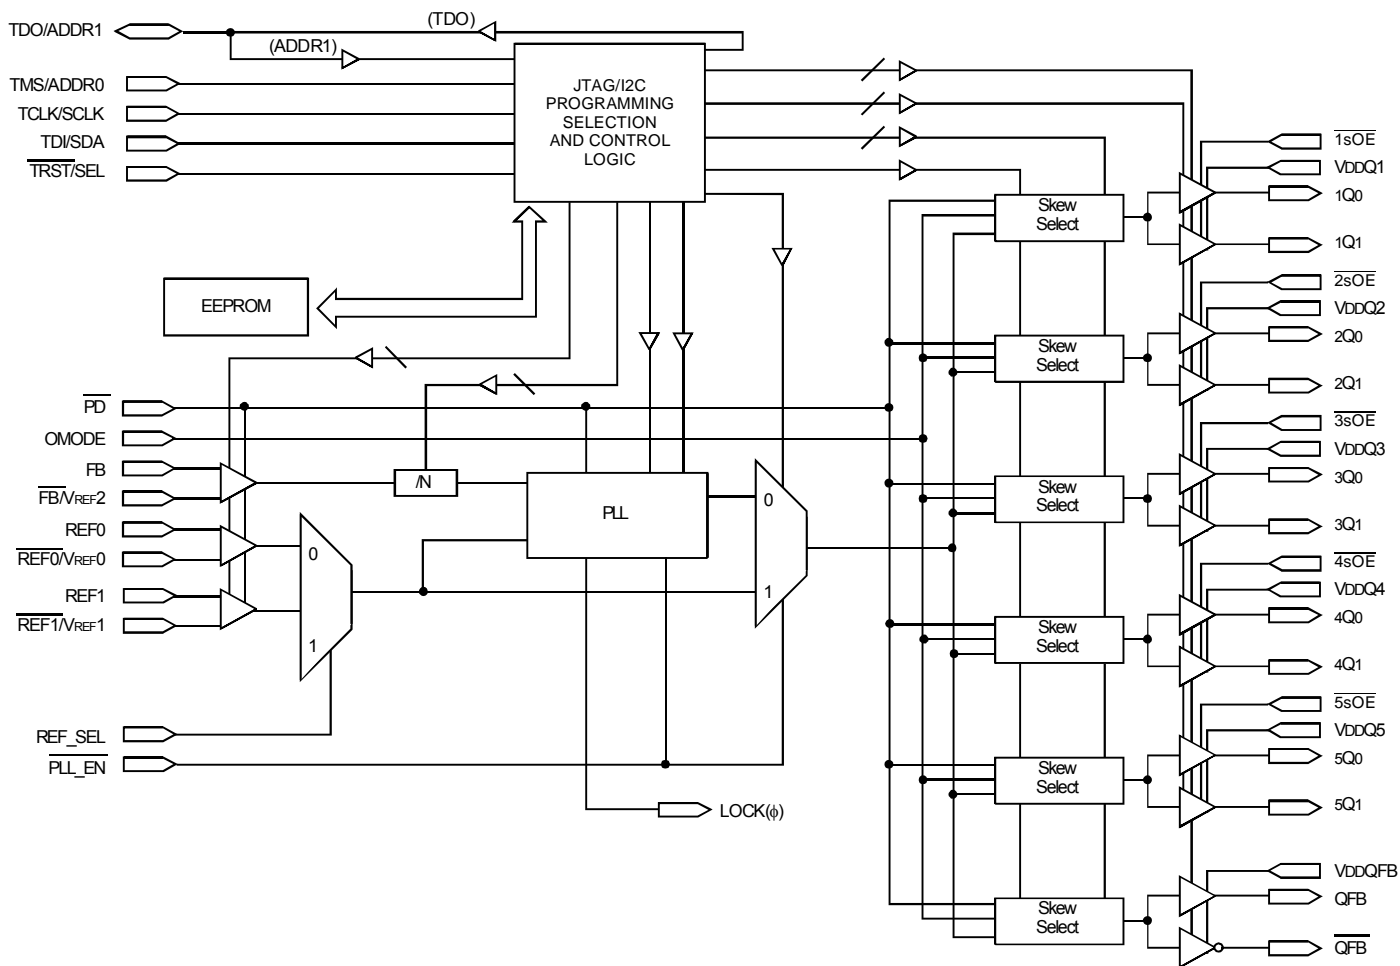 TDO/ADDR1
(TDO)
(ADDR1)
TMS/ADDR0
TCLK/SCLK
TDI/SDA
TRST/SEL
JTAG/I2C
PROGRAMMING
SELECTION
AND CONTROL
LOGIC
EEPROM
PD
OMODE
FB
FB/VREF2
REF0
REF0/VREF0
REF1
REF1/VREF1
REF_SEL
PLL_EN
/N
PLL
0
1
0
1
LOCK(ϕ)
Skew
Select
Skew
Select
Skew
Select
Skew
Select
Skew
Select
Skew
Select
1sOE
VDDQ1
1Q0
1Q1
2sOE
VDDQ2
2Q0
2Q1
3sOE
VDDQ3
3Q0
3Q1
4sOE
VDDQ4
4Q0
4Q1
5sOE
VDDQ5
5Q0
5Q1
VDDQFB
QFB
QFB